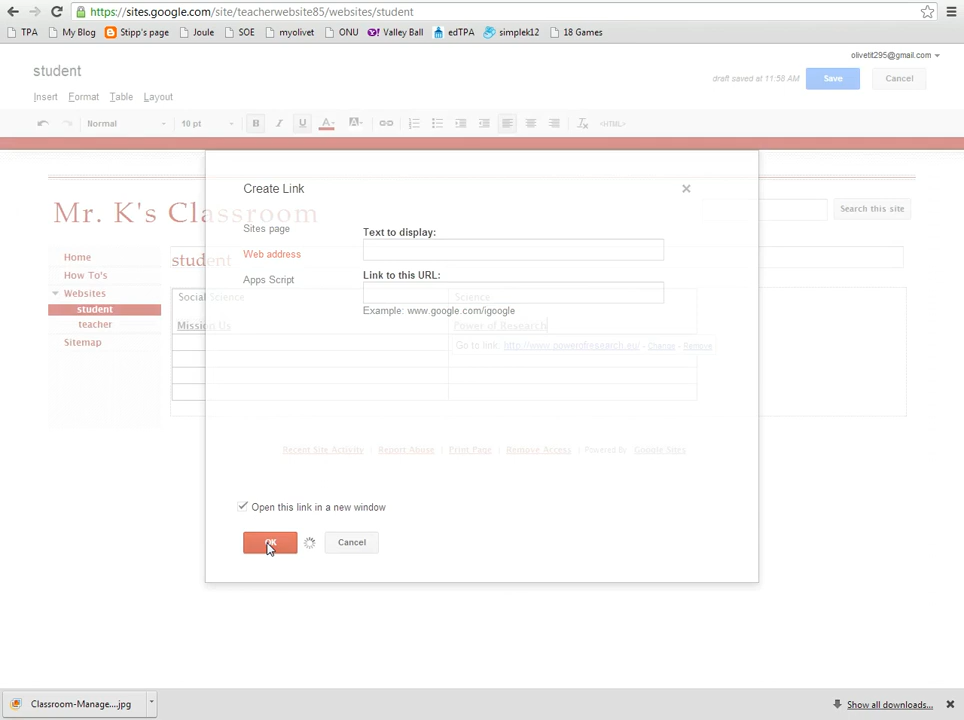 https://sites.google.com/site/teacherwebsite85/websites/student
TPA My Blog Stipp's page Joule SOE myolivet ONU Valley Ball edTPA simplek12 18 Games
olivetit295@gmail.com
student
draft saved at 11:58 AM Save Cancel
Insert Format Table Layout
Normal 10 pt B I U A A <HTML>
Create Link
Mr. K's Classroom
Search this site
Sites page
Text to display:
Home
Web address
student
How To's
Link to this URL:
Apps Script
Websites
Social Science Science
student
Example: www.google.com/igoogle
teacher
Mission Us Power of Research
Sitemap
Go to link: http://www.powerofresearch.eu/ - Change - Remove
Recent Site Activity | Report Abuse | Print Page | Remove Access | Powered By Google Sites
Open this link in a new window
OK Cancel
Classroom-Manage....jpg
Show all downloads...